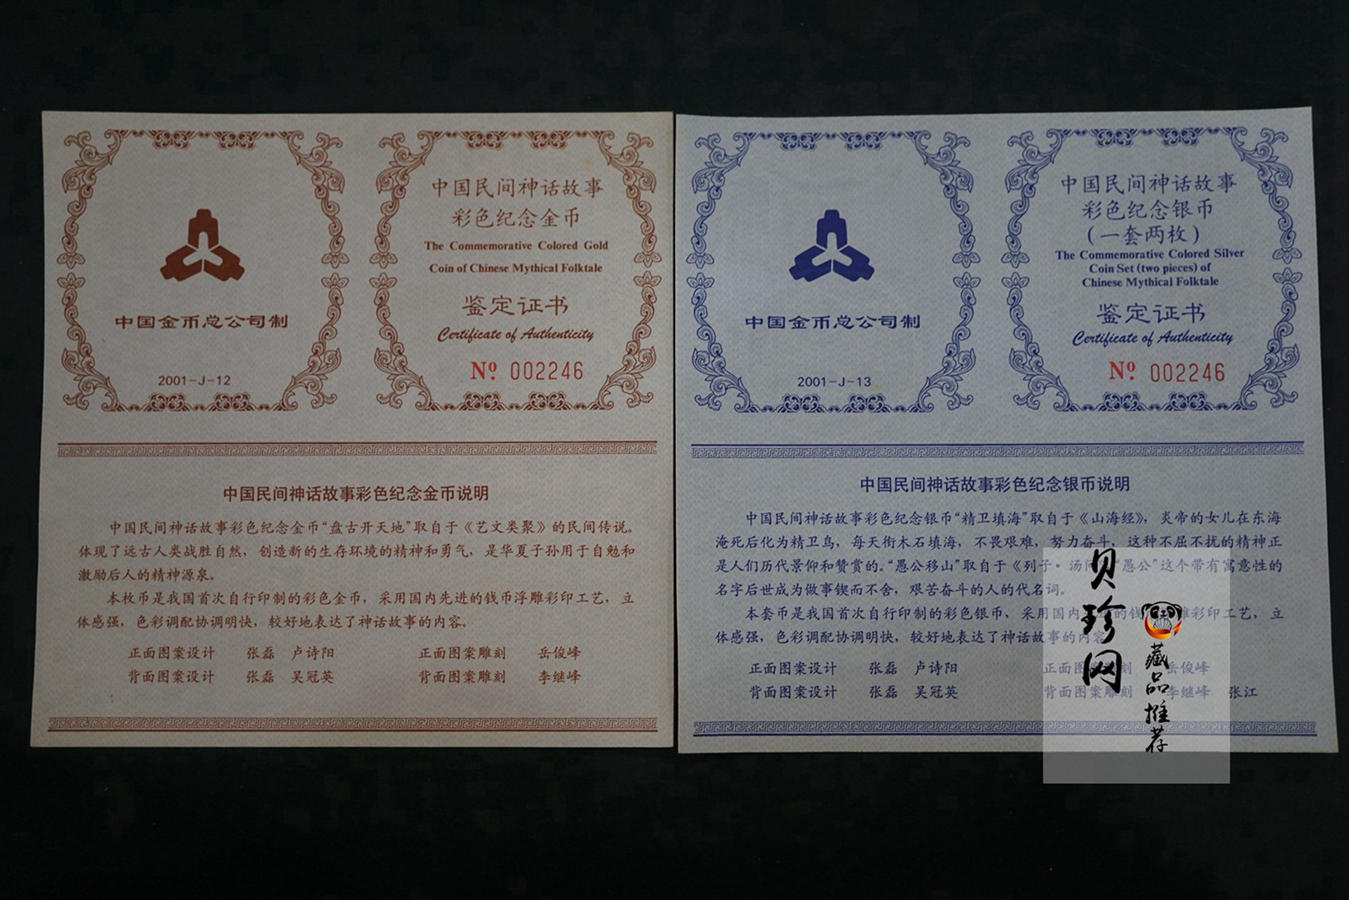 中国金币总公司制
2001-J-12
中国民间神话故事
彩色纪念金币
The Commemorative Colored Gold
Coin of Chinese Mythical Folktale
鉴定证书
Certificate of Authenticity
Nº 002246
中国民间神话故事彩色纪念金币说明
中国民间神话故事彩色纪念金币“盘古开天地”取自于《艺文类聚》的民间传说。
体现了远古人类战胜自然，创造新的生存环境的精神和勇气，是华夏子孙用于自勉和
激励后人的精神源泉。
本枚币是我国首次自行印制的彩色金币，采用国内先进的钱币浮雕彩印工艺，立
体感强，色彩调配协调明快，较好地表达了神话故事的内容。
正面图案设计 张磊 卢诗阳 正面图案雕刻 岳俊峰
背面图案设计 张磊 吴冠英 背面图案雕刻 李继峰
中国金币总公司制
2001-J-13
中国民间神话故事
彩色纪念银币
(一套两枚)
The Commemorative Colored Silver
Coin Set (two pieces) of
Chinese Mythical Folktale
鉴定证书
Certificate of Authenticity
Nº 002246
中国民间神话故事彩色纪念银币说明
中国民间神话故事彩色纪念银币“精卫填海”取自于《山海经》，炎帝的女儿在东海
淹死后化为精卫鸟，每天衔木石填海，不畏艰难，努力奋斗，这种不屈不扰的精神正
是人们历代景仰和赞赏的。“愚公移山”取自于《列子·汤问》“愚公”这个带有寓意性的
名字后世成为做事锲而不舍，艰苦奋斗的人的代名词。
本套币是我国首次自行印制的彩色银币，采用国内 的钱 雕彩印工艺，立
体感强，色彩调配协调明快，较好地表达了神话故事的内容
正面图案设计 张磊 卢诗阳 正面图案雕刻 岳俊峰
背面图案设计 张磊 吴冠英 背面图案雕刻 李继峰 张江
贝珍网
藏品推荐